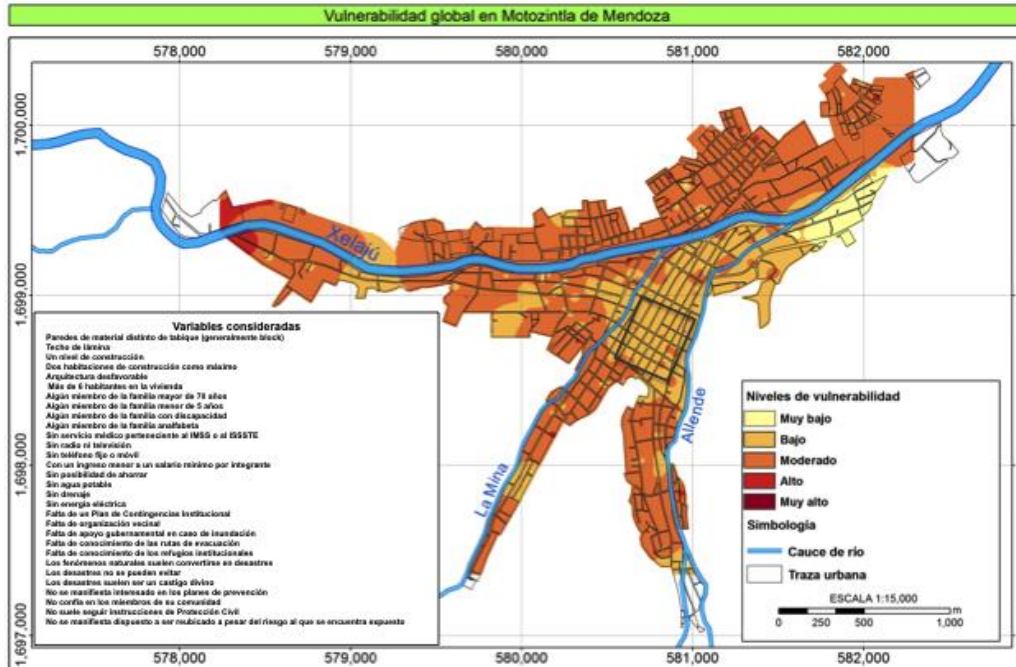 Vulnerabilidad global en Motozintla de Mendoza
578,000 579,000 580,000 581,000 582,000
1,700,000
1,699,000
1,698,000
1,697,000
Xelajú
La Mina
Allende
Variables consideradas
Paredes de material distinto de tabique (generalmente block)
Techo de lámina
Un nivel de construcción
Dos habitaciones de construcción como máximo
Arquitectura desfavorable
Más de 6 habitantes en la vivienda
Algún miembro de la familia mayor de 70 años
Algún miembro de la familia menor de 5 años
Algún miembro de la familia con discapacidad
Algún miembro de la familia analfabeta
Sin servicio médico perteneciente al IMSS o al ISSSTE
Sin radio ni televisión
Sin teléfono fijo o móvil
Con un ingreso menor a un salario mínimo por integrante
Sin posibilidad de ahorrar
Sin agua potable
Sin drenaje
Sin energía eléctrica
Falta de un Plan de Contingencias Institucional
Falta de organización vecinal
Falta de apoyo gubernamental en caso de inundación
Falta de conocimiento de las rutas de evacuación
Falta de conocimiento de los refugios institucionales
Los fenómenos naturales suelen convertirse en desastres
Los desastres no se pueden evitar
Los desastres suelen ser un castigo divino
No se manifiesta interesado en los planes de prevención
No confía en los miembros de su comunidad
No suele seguir instrucciones de Protección Civil
No se manifiesta dispuesto a ser reubicado a pesar del riesgo al que se encuentra expuesto
Niveles de vulnerabilidad
Muy bajo
Bajo
Moderado
Alto
Muy alto
Simbología
Cauce de río
Traza urbana
ESCALA 1:15,000
0 250 500 1,000 m
578,000 579,000 580,000 581,000 582,000